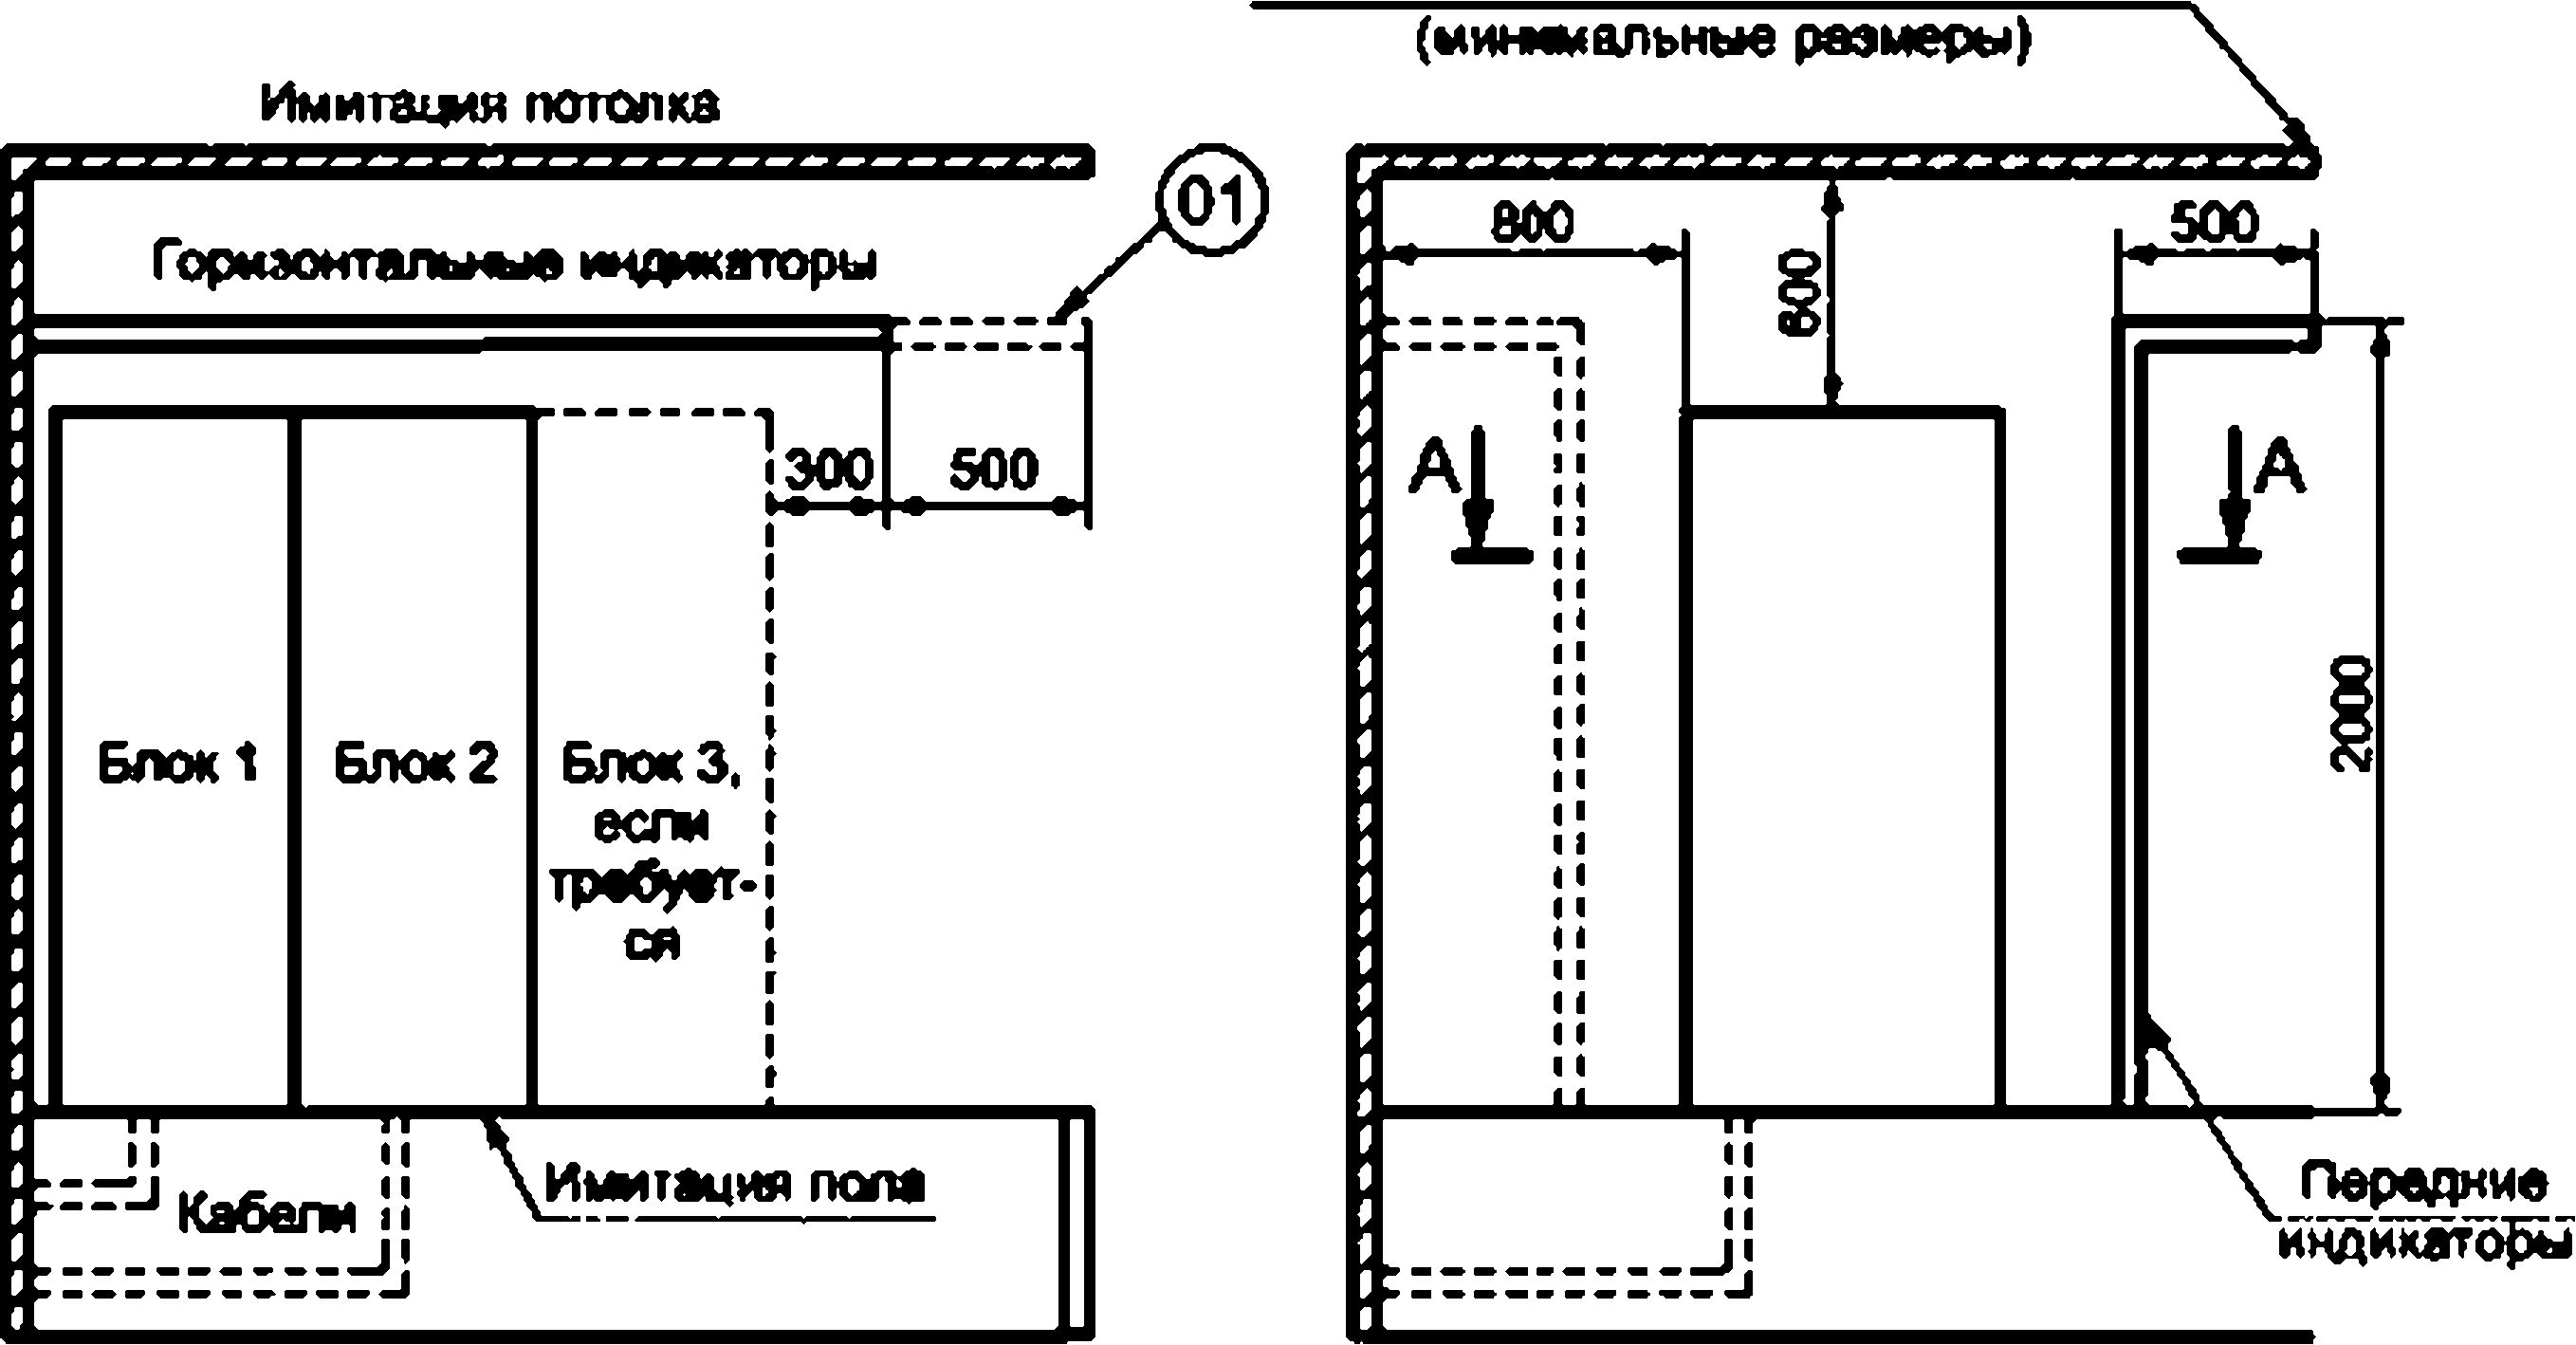 (минимальные размеры)
Имитация потолка
01
Горизонтальные индикаторы
800
600
500
300
500
А
А
2000
Блок 1
Блок 2
Блок 3,
если
требует-
ся
Кабели
Имитация пола
Передние
индикаторы